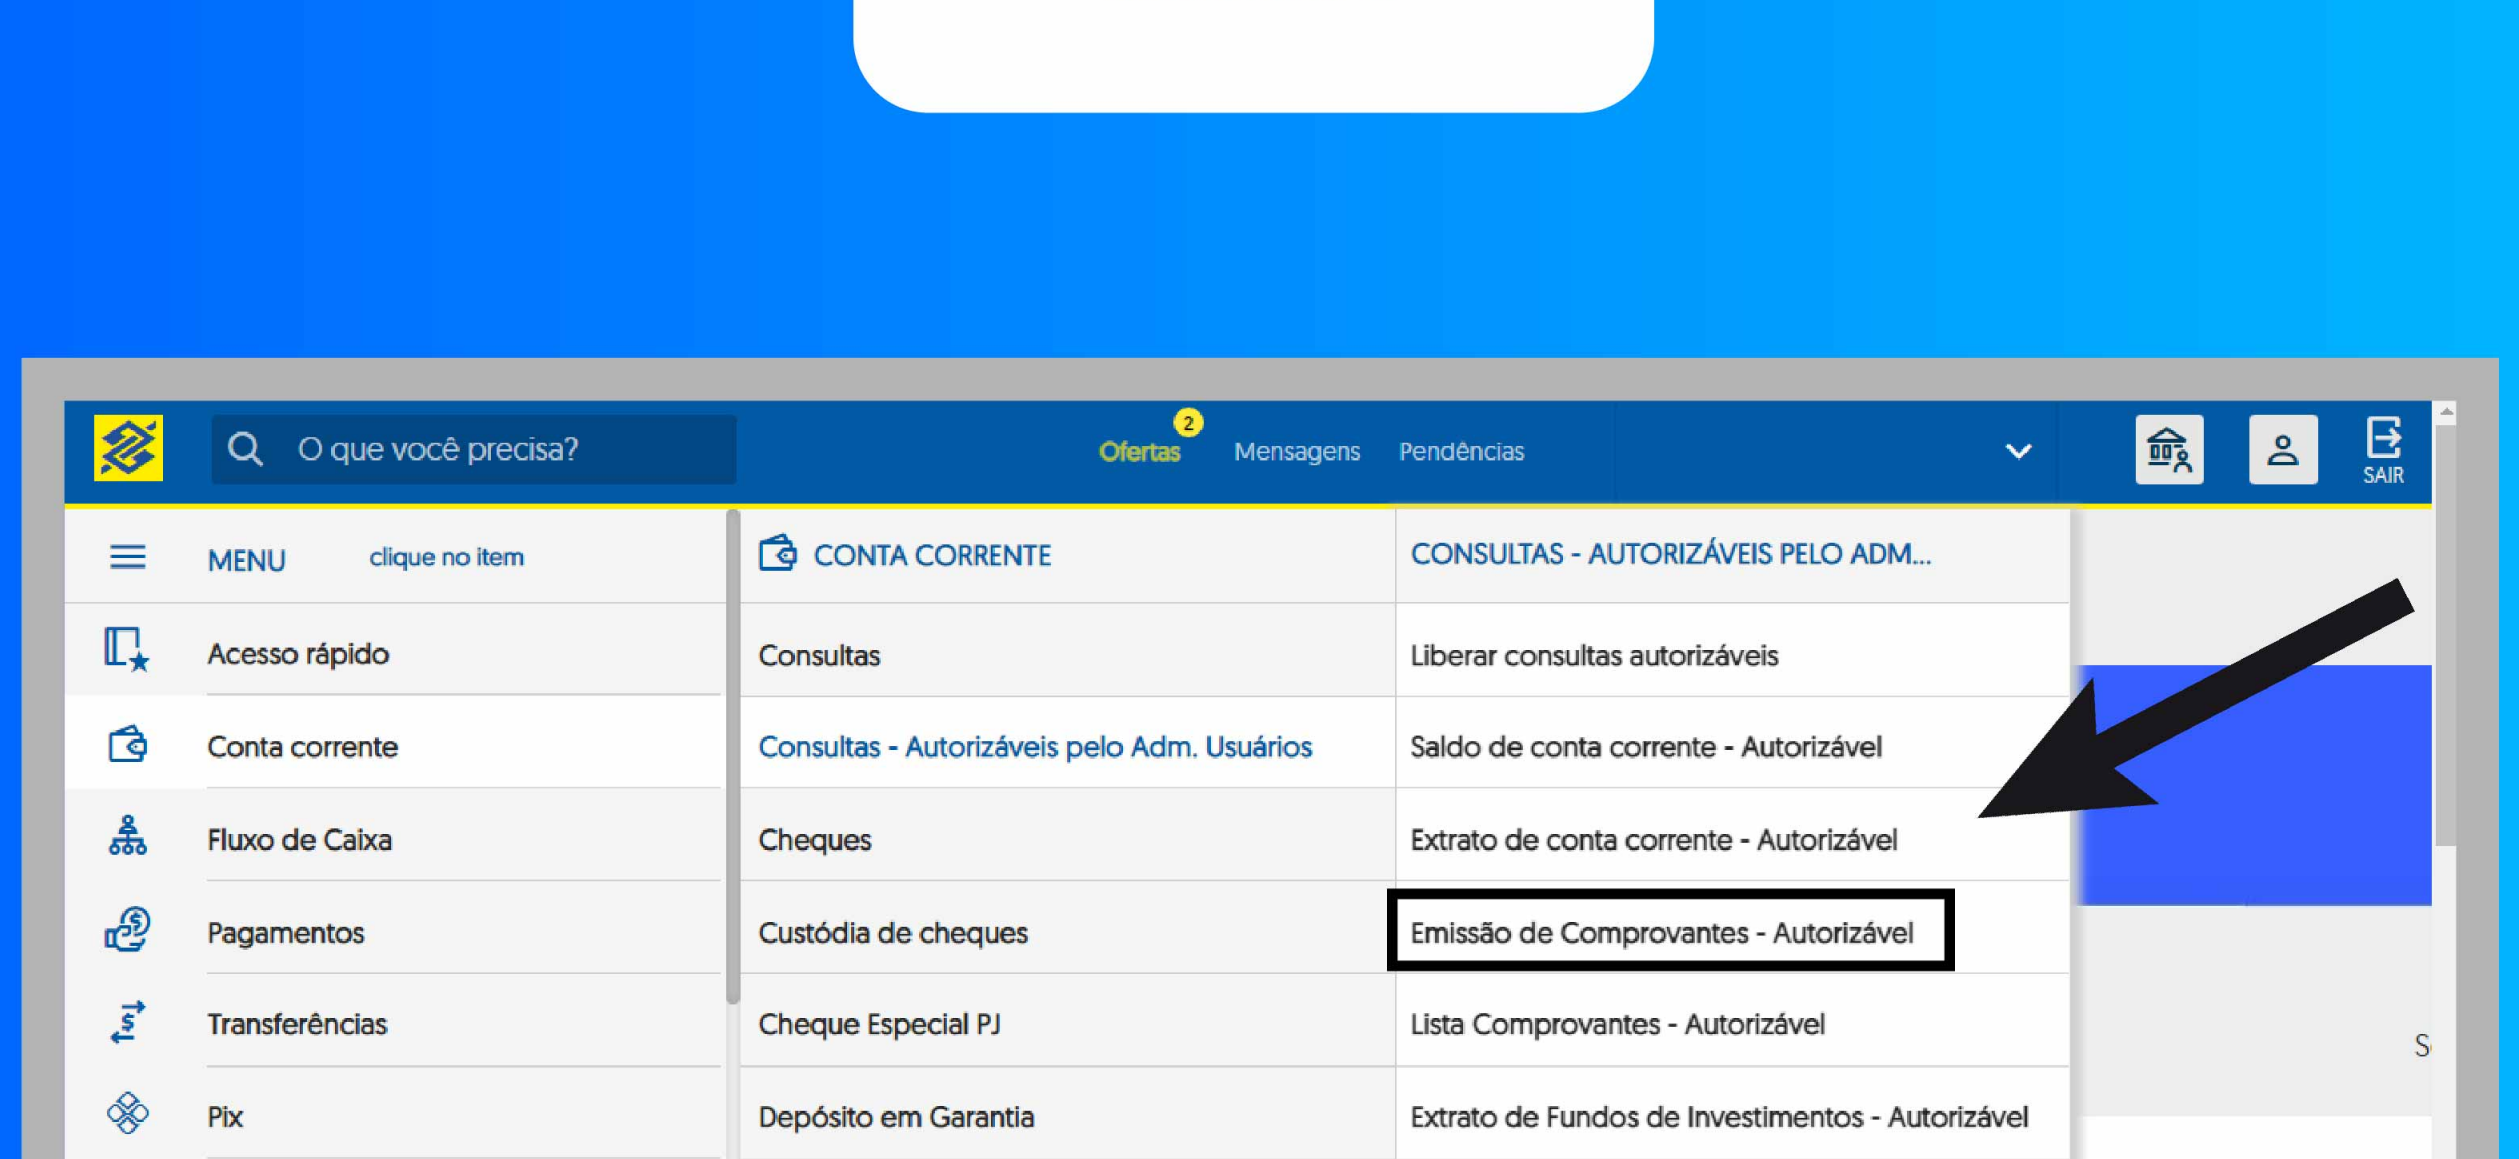 O que você precisa?
2
Ofertas
Mensagens
Pendências
SAIR
MENU
clique no item
CONTA CORRENTE
CONSULTAS - AUTORIZÁVEIS PELO ADM...
Acesso rápido
Consultas
Liberar consultas autorizáveis
Conta corrente
Consultas - Autorizáveis pelo Adm. Usuários
Saldo de conta corrente - Autorizável
Fluxo de Caixa
Cheques
Extrato de conta corrente - Autorizável
Pagamentos
Custódia de cheques
Emissão de Comprovantes - Autorizável
Transferências
Cheque Especial PJ
Lista Comprovantes - Autorizável
Pix
Depósito em Garantia
Extrato de Fundos de Investimentos - Autorizável